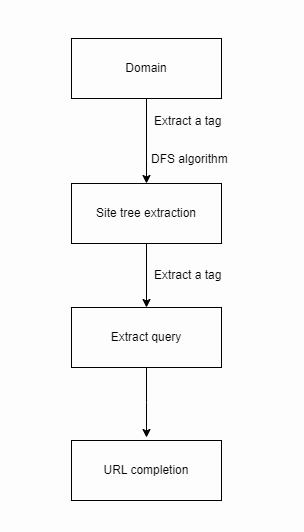 Domain
Extract a tag
DFS algorithm
Site tree extraction
Extract a tag
Extract query
URL completion